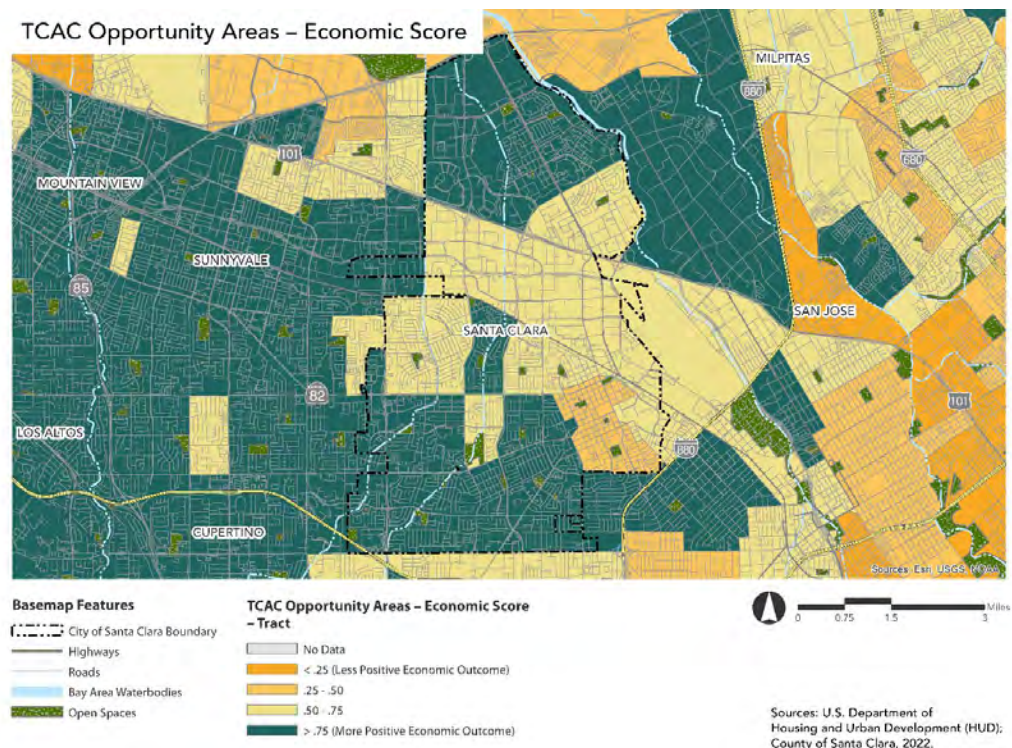 TCAC Opportunity Areas – Economic Score
MILPITAS
880
101
680
MOUNTAIN VIEW
SUNNYVALE
85
SAN JOSE
SANTA CLARA
82
101
LOS ALTOS
880
CUPERTINO
Sources: Esri, USGS, NOAA
Basemap Features
City of Santa Clara Boundary
Highways
Roads
Bay Area Waterbodies
Open Spaces
TCAC Opportunity Areas – Economic Score
– Tract
No Data
< .25 (Less Positive Economic Outcome)
.25 - .50
.50 - .75
> .75 (More Positive Economic Outcome)
Miles
0 0.75 1.5 3
Sources: U.S. Department of
Housing and Urban Development (HUD);
County of Santa Clara, 2022.